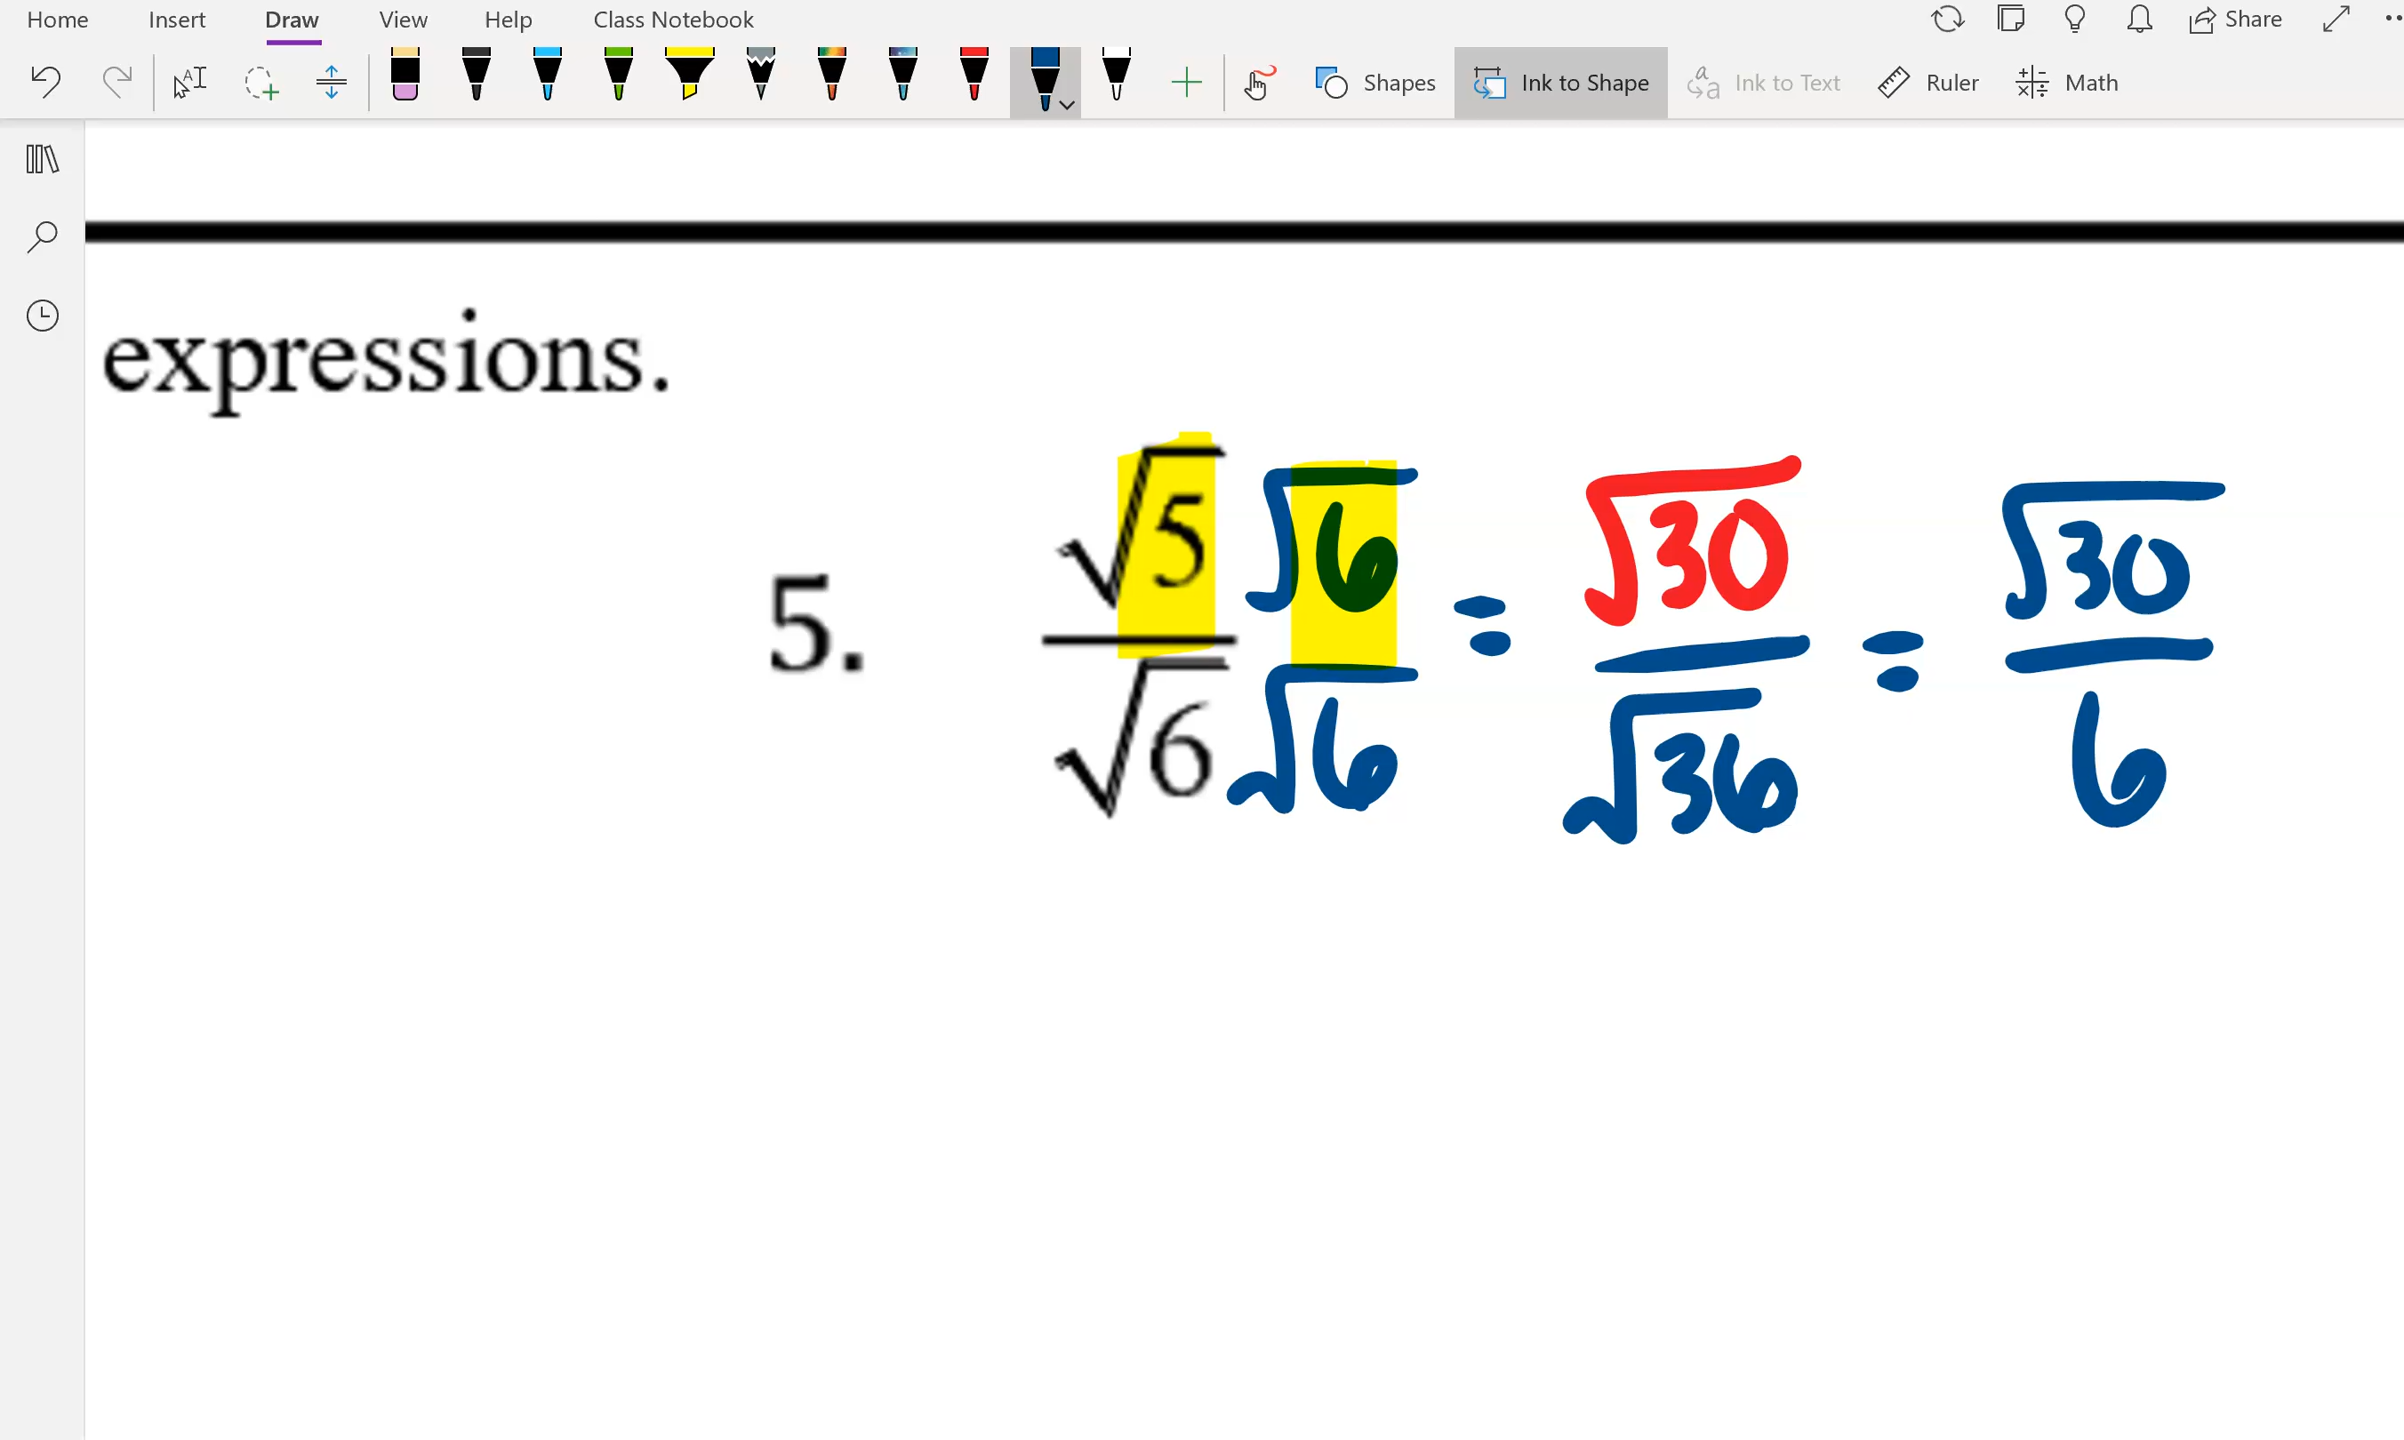 Home Insert Draw View Help Class Notebook Share
Shapes Ink to Shape Ink to Text Ruler Math
expressions.
5. √5/√6 √6/√6 = √30/√36 = √30/6